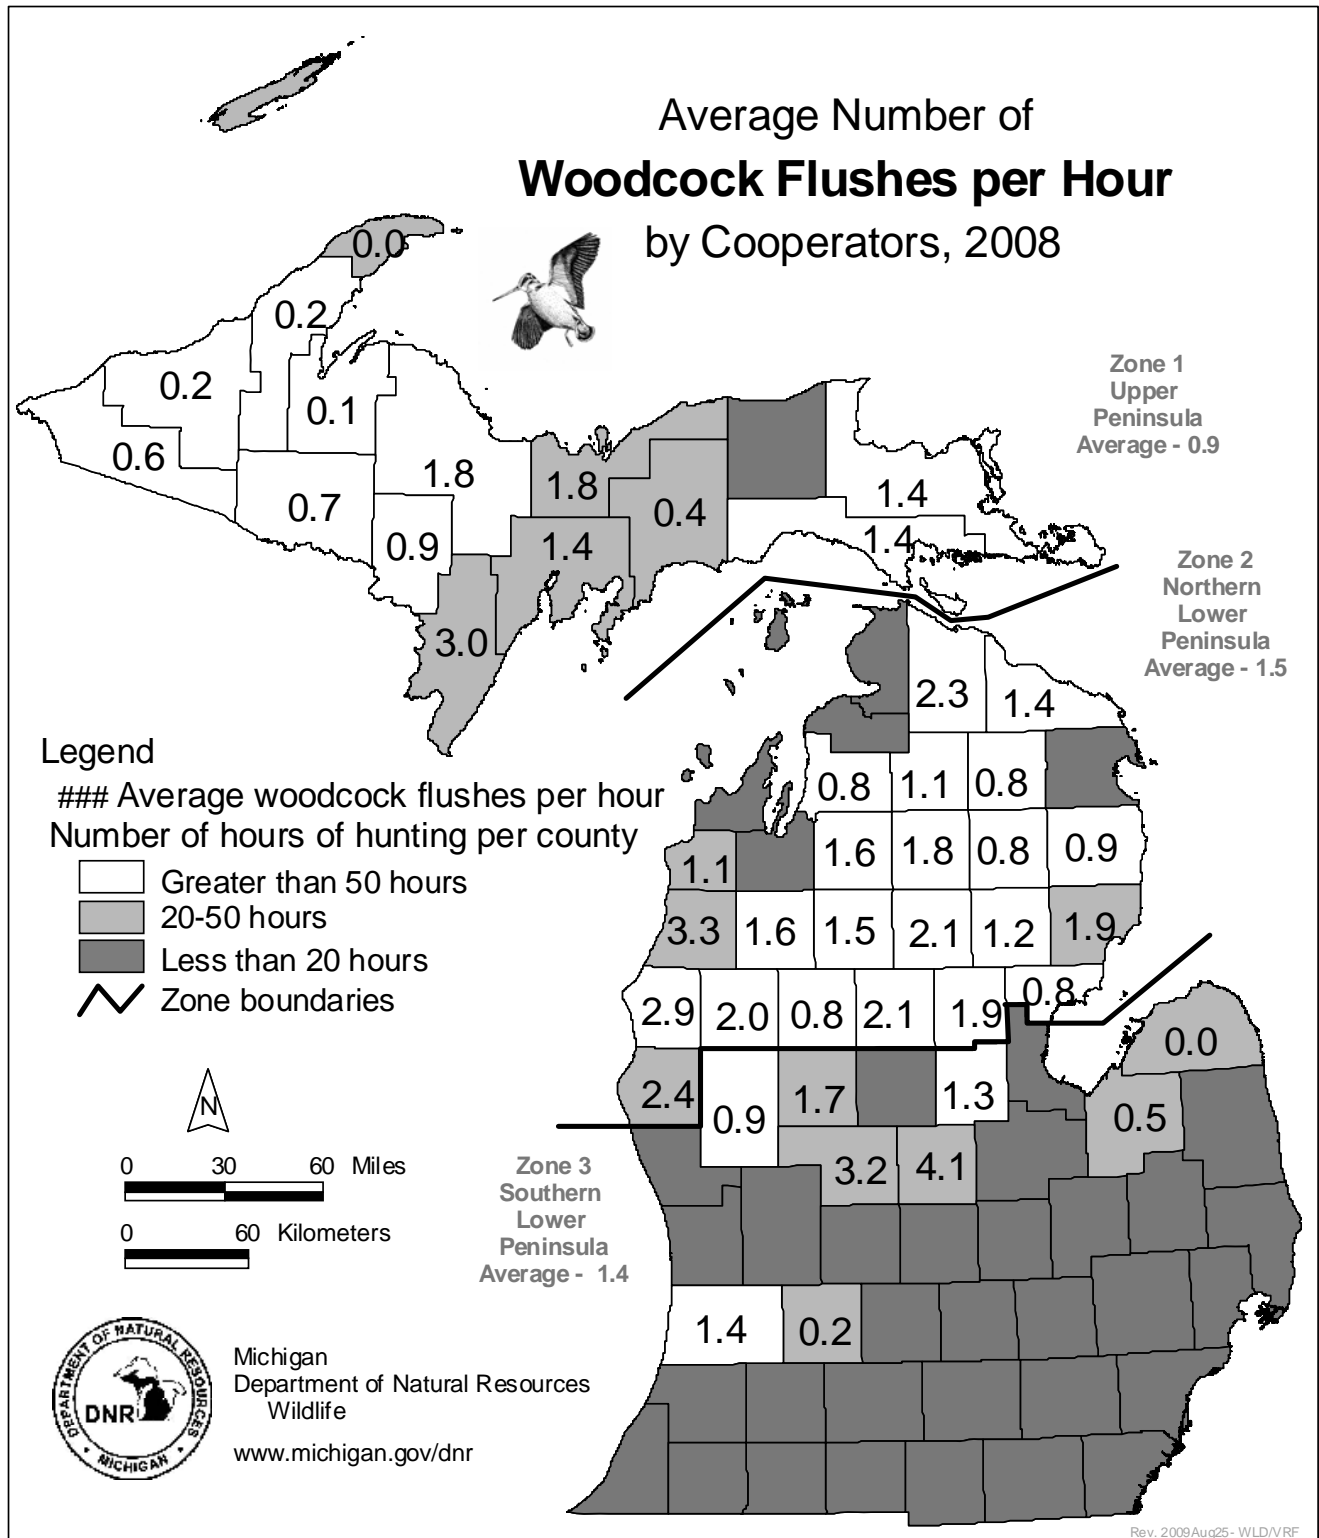 Average Number of
Woodcock Flushes per Hour
by Cooperators, 2008
0.0
0.2
0.2
0.1
0.6
0.7
1.8
0.9
1.8
1.4
0.4
1.4
1.4
3.0
Zone 1
Upper
Peninsula
Average - 0.9
Zone 2
Northern
Lower
Peninsula
Average - 1.5
2.3 1.4
0.8 1.1 0.8
1.1 1.6 1.8 0.8 0.9
3.3 1.6 1.5 2.1 1.2 1.9
2.9 2.0 0.8 2.1 1.9 0.8
2.4 0.9 1.7 1.3
0.0
0.5
3.2 4.1
1.4 0.2
Legend
### Average woodcock flushes per hour
Number of hours of hunting per county
Greater than 50 hours
20-50 hours
Less than 20 hours
Zone boundaries
N
0 30 60 Miles
0 60 Kilometers
Zone 3
Southern
Lower
Peninsula
Average - 1.4
DEPARTMENT OF NATURAL RESOURCES
DNR
MICHIGAN
Michigan
Department of Natural Resources
Wildlife
www.michigan.gov/dnr
Rev. 2009Aug25- WLD/VRF